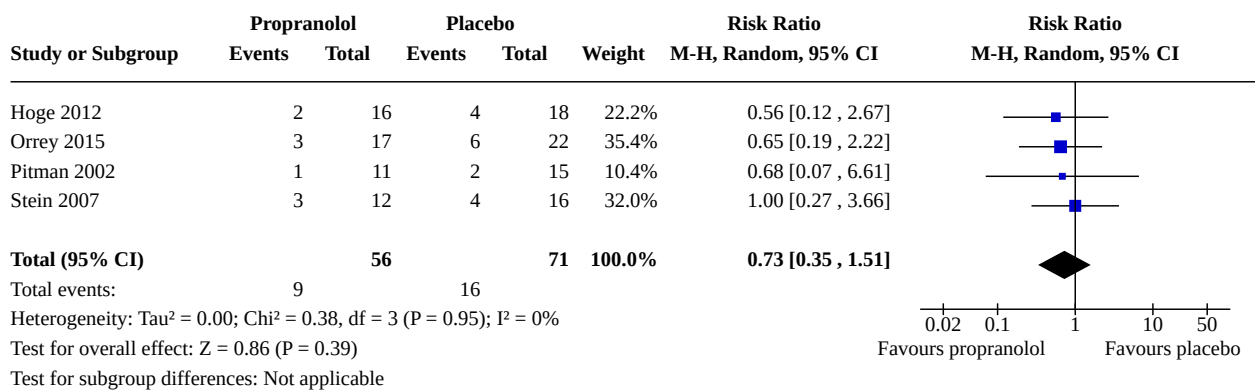 Propranolol Placebo Risk Ratio Risk Ratio
Study or Subgroup Events Total Events Total Weight M-H, Random, 95% CI M-H, Random, 95% CI
Hoge 2012 2 16 4 18 22.2% 0.56 [0.12 , 2.67]
Orrey 2015 3 17 6 22 35.4% 0.65 [0.19 , 2.22]
Pitman 2002 1 11 2 15 10.4% 0.68 [0.07 , 6.61]
Stein 2007 3 12 4 16 32.0% 1.00 [0.27 , 3.66]
Total (95% CI) 56 71 100.0% 0.73 [0.35 , 1.51]
Total events: 9 16
Heterogeneity: Tau² = 0.00; Chi² = 0.38, df = 3 (P = 0.95); I² = 0% 0.02 0.1 1 10 50
Test for overall effect: Z = 0.86 (P = 0.39) Favours propranolol Favours placebo
Test for subgroup differences: Not applicable